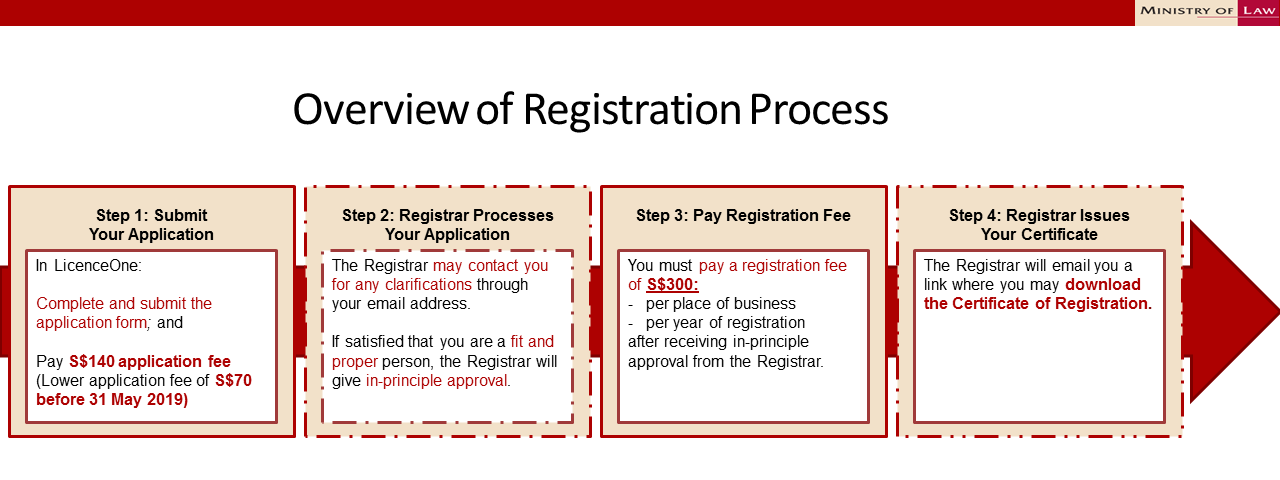 MINISTRY OF LAW
Overview of Registration Process
Step 1: Submit
Your Application
In LicenceOne:
Complete and submit the
application form; and
Pay S$140 application fee
(Lower application fee of S$70
before 31 May 2019)
Step 2: Registrar Processes
Your Application
The Registrar may contact you
for any clarifications through
your email address.
If satisfied that you are a fit and
proper person, the Registrar will
give in-principle approval.
Step 3: Pay Registration Fee
You must pay a registration fee
of S$300:
- per place of business
- per year of registration
after receiving in-principle
approval from the Registrar.
Step 4: Registrar Issues
Your Certificate
The Registrar will email you a
link where you may download
the Certificate of Registration.